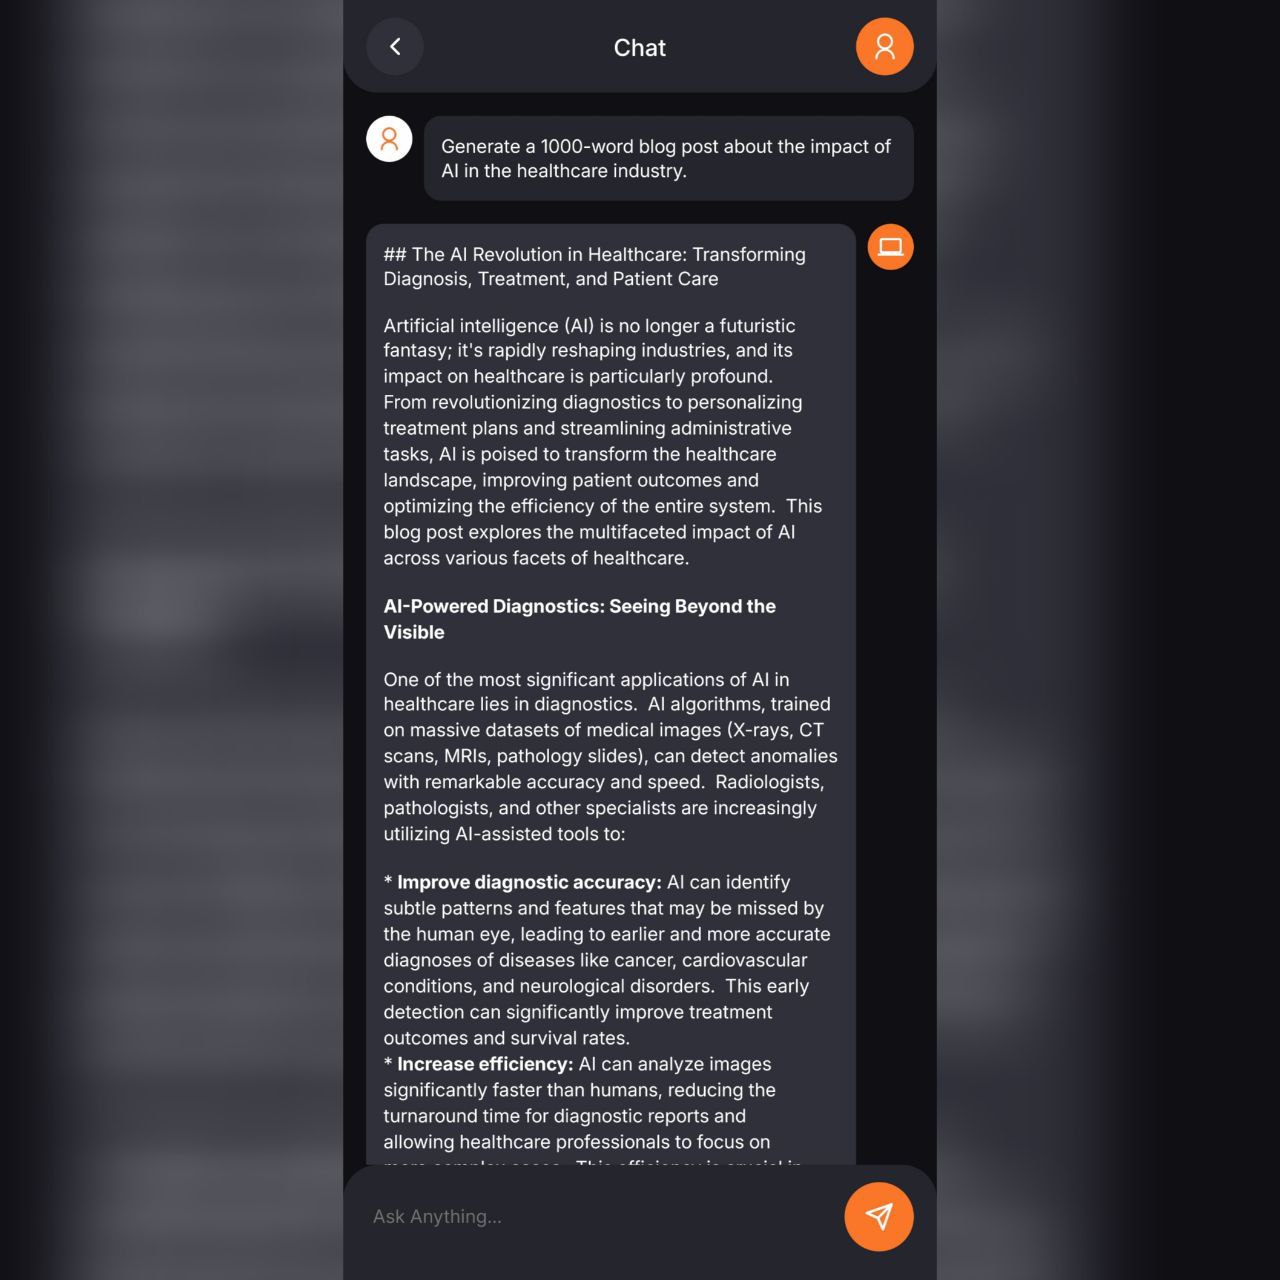 Chat
Generate a 1000-word blog post about the impact of
AI in the healthcare industry.
## The AI Revolution in Healthcare: Transforming
Diagnosis, Treatment, and Patient Care
Artificial intelligence (AI) is no longer a futuristic
fantasy; it's rapidly reshaping industries, and its
impact on healthcare is particularly profound.
From revolutionizing diagnostics to personalizing
treatment plans and streamlining administrative
tasks, AI is poised to transform the healthcare
landscape, improving patient outcomes and
optimizing the efficiency of the entire system.  This
blog post explores the multifaceted impact of AI
across various facets of healthcare.
AI-Powered Diagnostics: Seeing Beyond the
Visible
One of the most significant applications of AI in
healthcare lies in diagnostics.  AI algorithms, trained
on massive datasets of medical images (X-rays, CT
scans, MRIs, pathology slides), can detect anomalies
with remarkable accuracy and speed.  Radiologists,
pathologists, and other specialists are increasingly
utilizing AI-assisted tools to:
* Improve diagnostic accuracy: AI can identify
subtle patterns and features that may be missed by
the human eye, leading to earlier and more accurate
diagnoses of diseases like cancer, cardiovascular
conditions, and neurological disorders.  This early
detection can significantly improve treatment
outcomes and survival rates.
* Increase efficiency: AI can analyze images
significantly faster than humans, reducing the
turnaround time for diagnostic reports and
allowing healthcare professionals to focus on
Ask Anything...